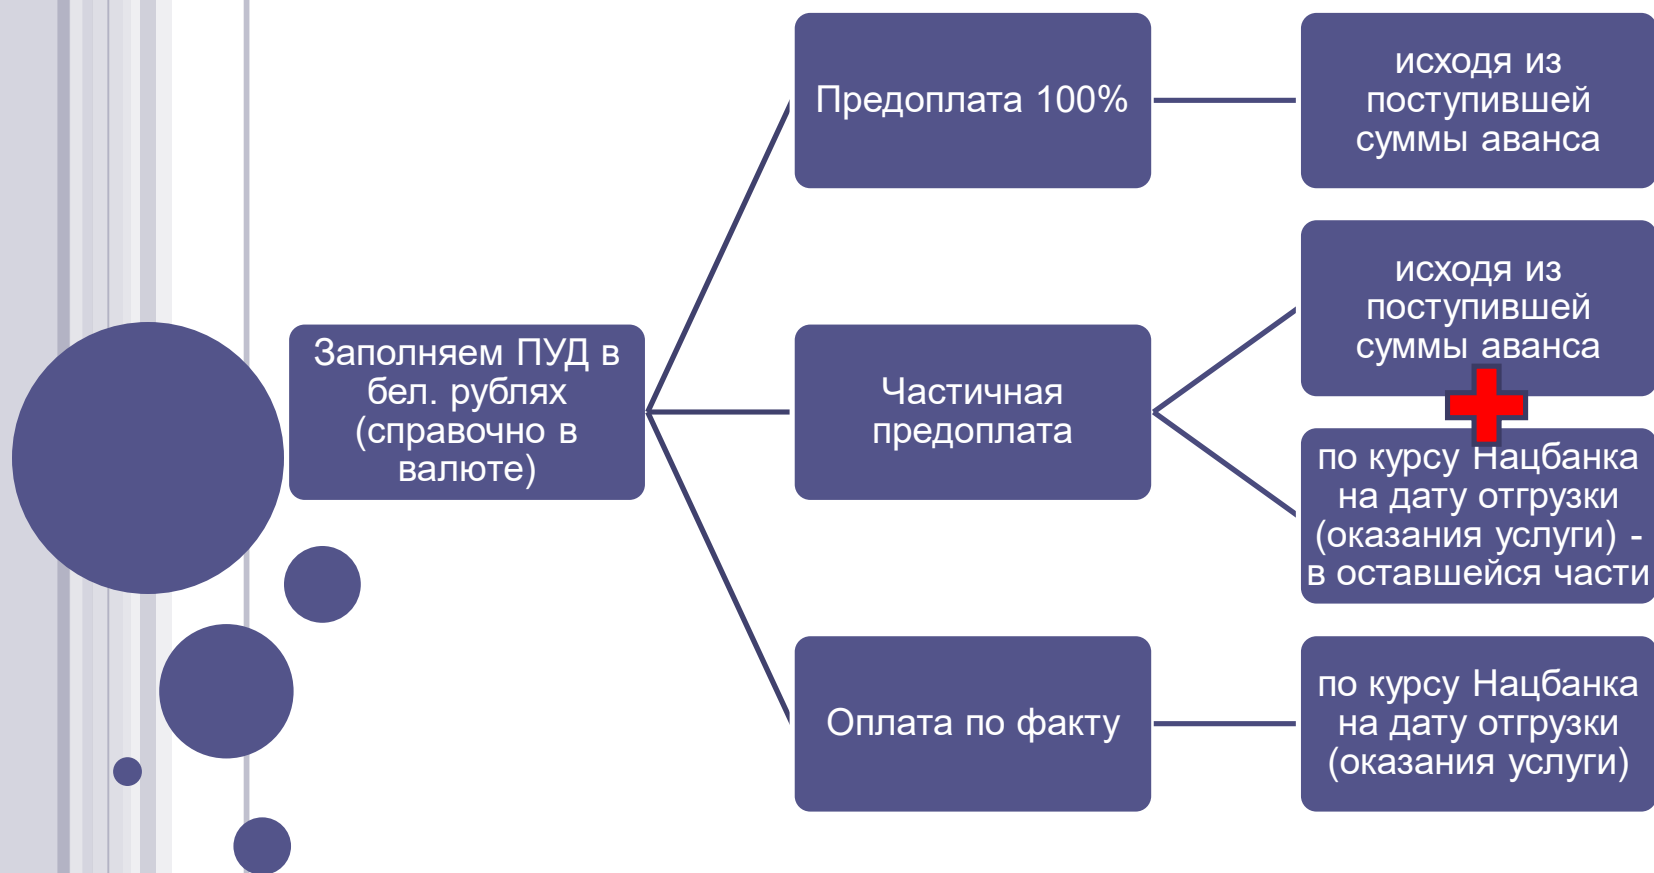 Заполняем ПУД в
бел. рублях
(справочно в
валюте)
Предоплата 100%
исходя из
поступившей
суммы аванса
Частичная
предоплата
исходя из
поступившей
суммы аванса
по курсу Нацбанка
на дату отгрузки
(оказания услуги) -
в оставшейся части
Оплата по факту
по курсу Нацбанка
на дату отгрузки
(оказания услуги)